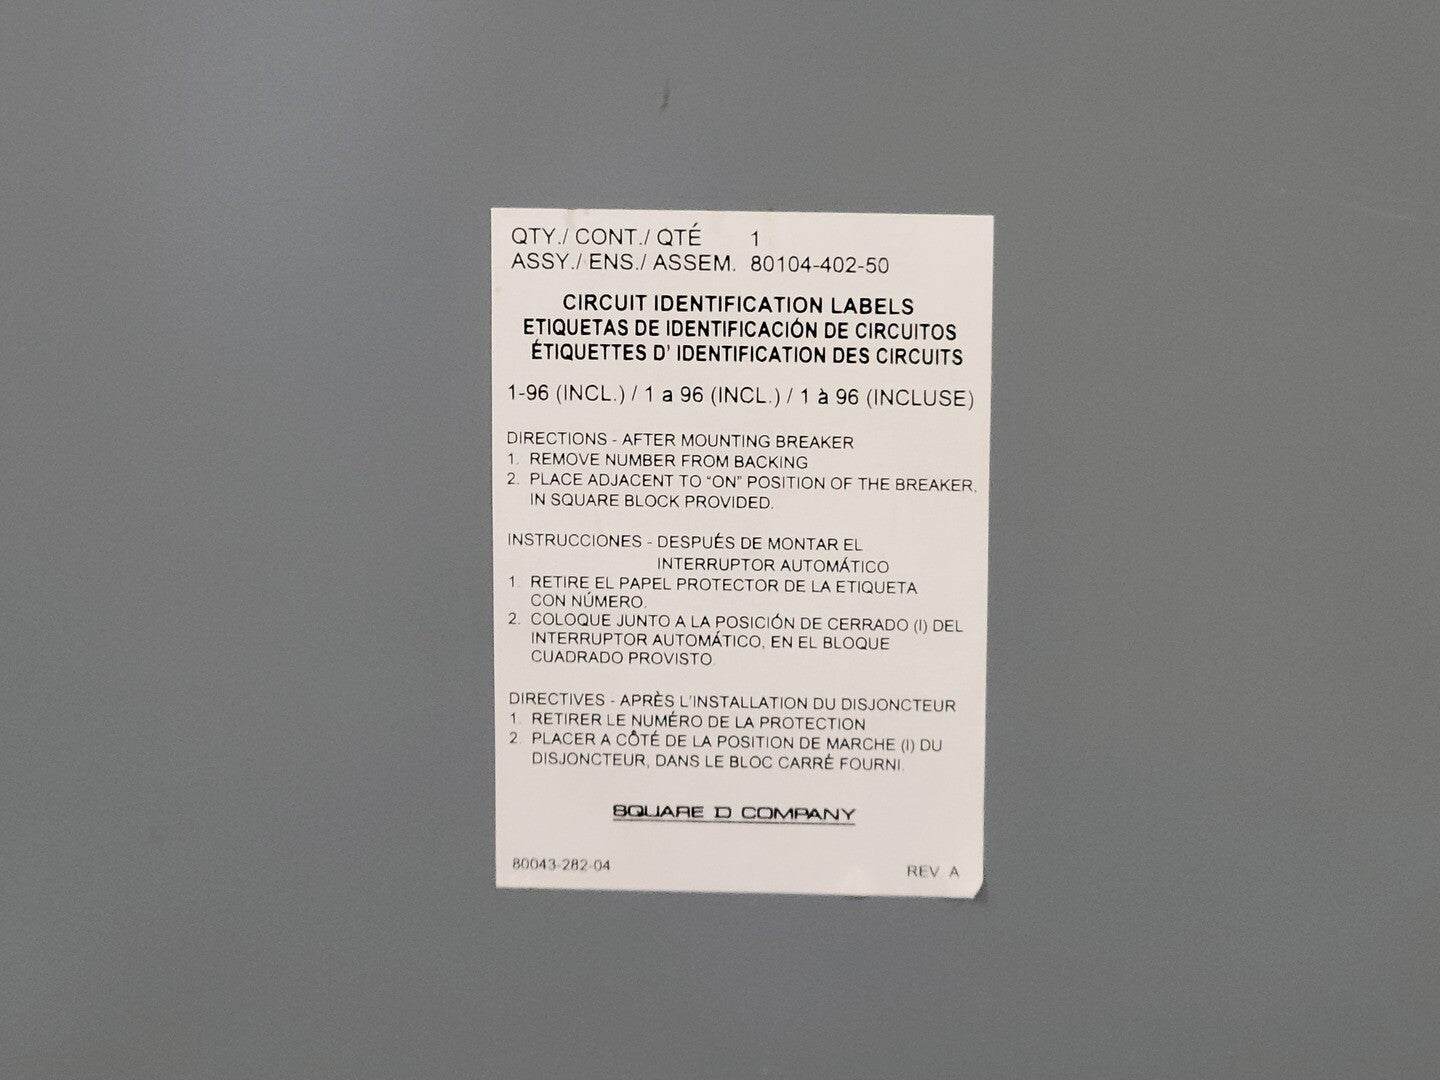 QTY./ CONT./ QTÉ 1
ASSY./ ENS./ ASSEM. 80104-402-50
CIRCUIT IDENTIFICATION LABELS
ETIQUETAS DE IDENTIFICACIÓN DE CIRCUITOS
ÉTIQUETTES D' IDENTIFICATION DES CIRCUITS
1-96 (INCL.) / 1 a 96 (INCL.) / 1 à 96 (INCLUSE)
DIRECTIONS - AFTER MOUNTING BREAKER
1. REMOVE NUMBER FROM BACKING
2. PLACE ADJACENT TO "ON" POSITION OF THE BREAKER,
IN SQUARE BLOCK PROVIDED.
INSTRUCCIONES - DESPUÉS DE MONTAR EL
INTERRUPTOR AUTOMÁTICO
1. RETIRE EL PAPEL PROTECTOR DE LA ETIQUETA
CON NÚMERO.
2. COLOQUE JUNTO A LA POSICIÓN DE CERRADO (I) DEL
INTERRUPTOR AUTOMÁTICO, EN EL BLOQUE
CUADRADO PROVISTO.
DIRECTIVES - APRÈS L'INSTALLATION DU DISJONCTEUR
1. RETIRER LE NUMÉRO DE LA PROTECTION
2. PLACER A CÔTÉ DE LA POSITION DE MARCHE (I) DU
DISJONCTEUR, DANS LE BLOC CARRÉ FOURNI.
SQUARE D COMPANY
80043-282-04 REV A